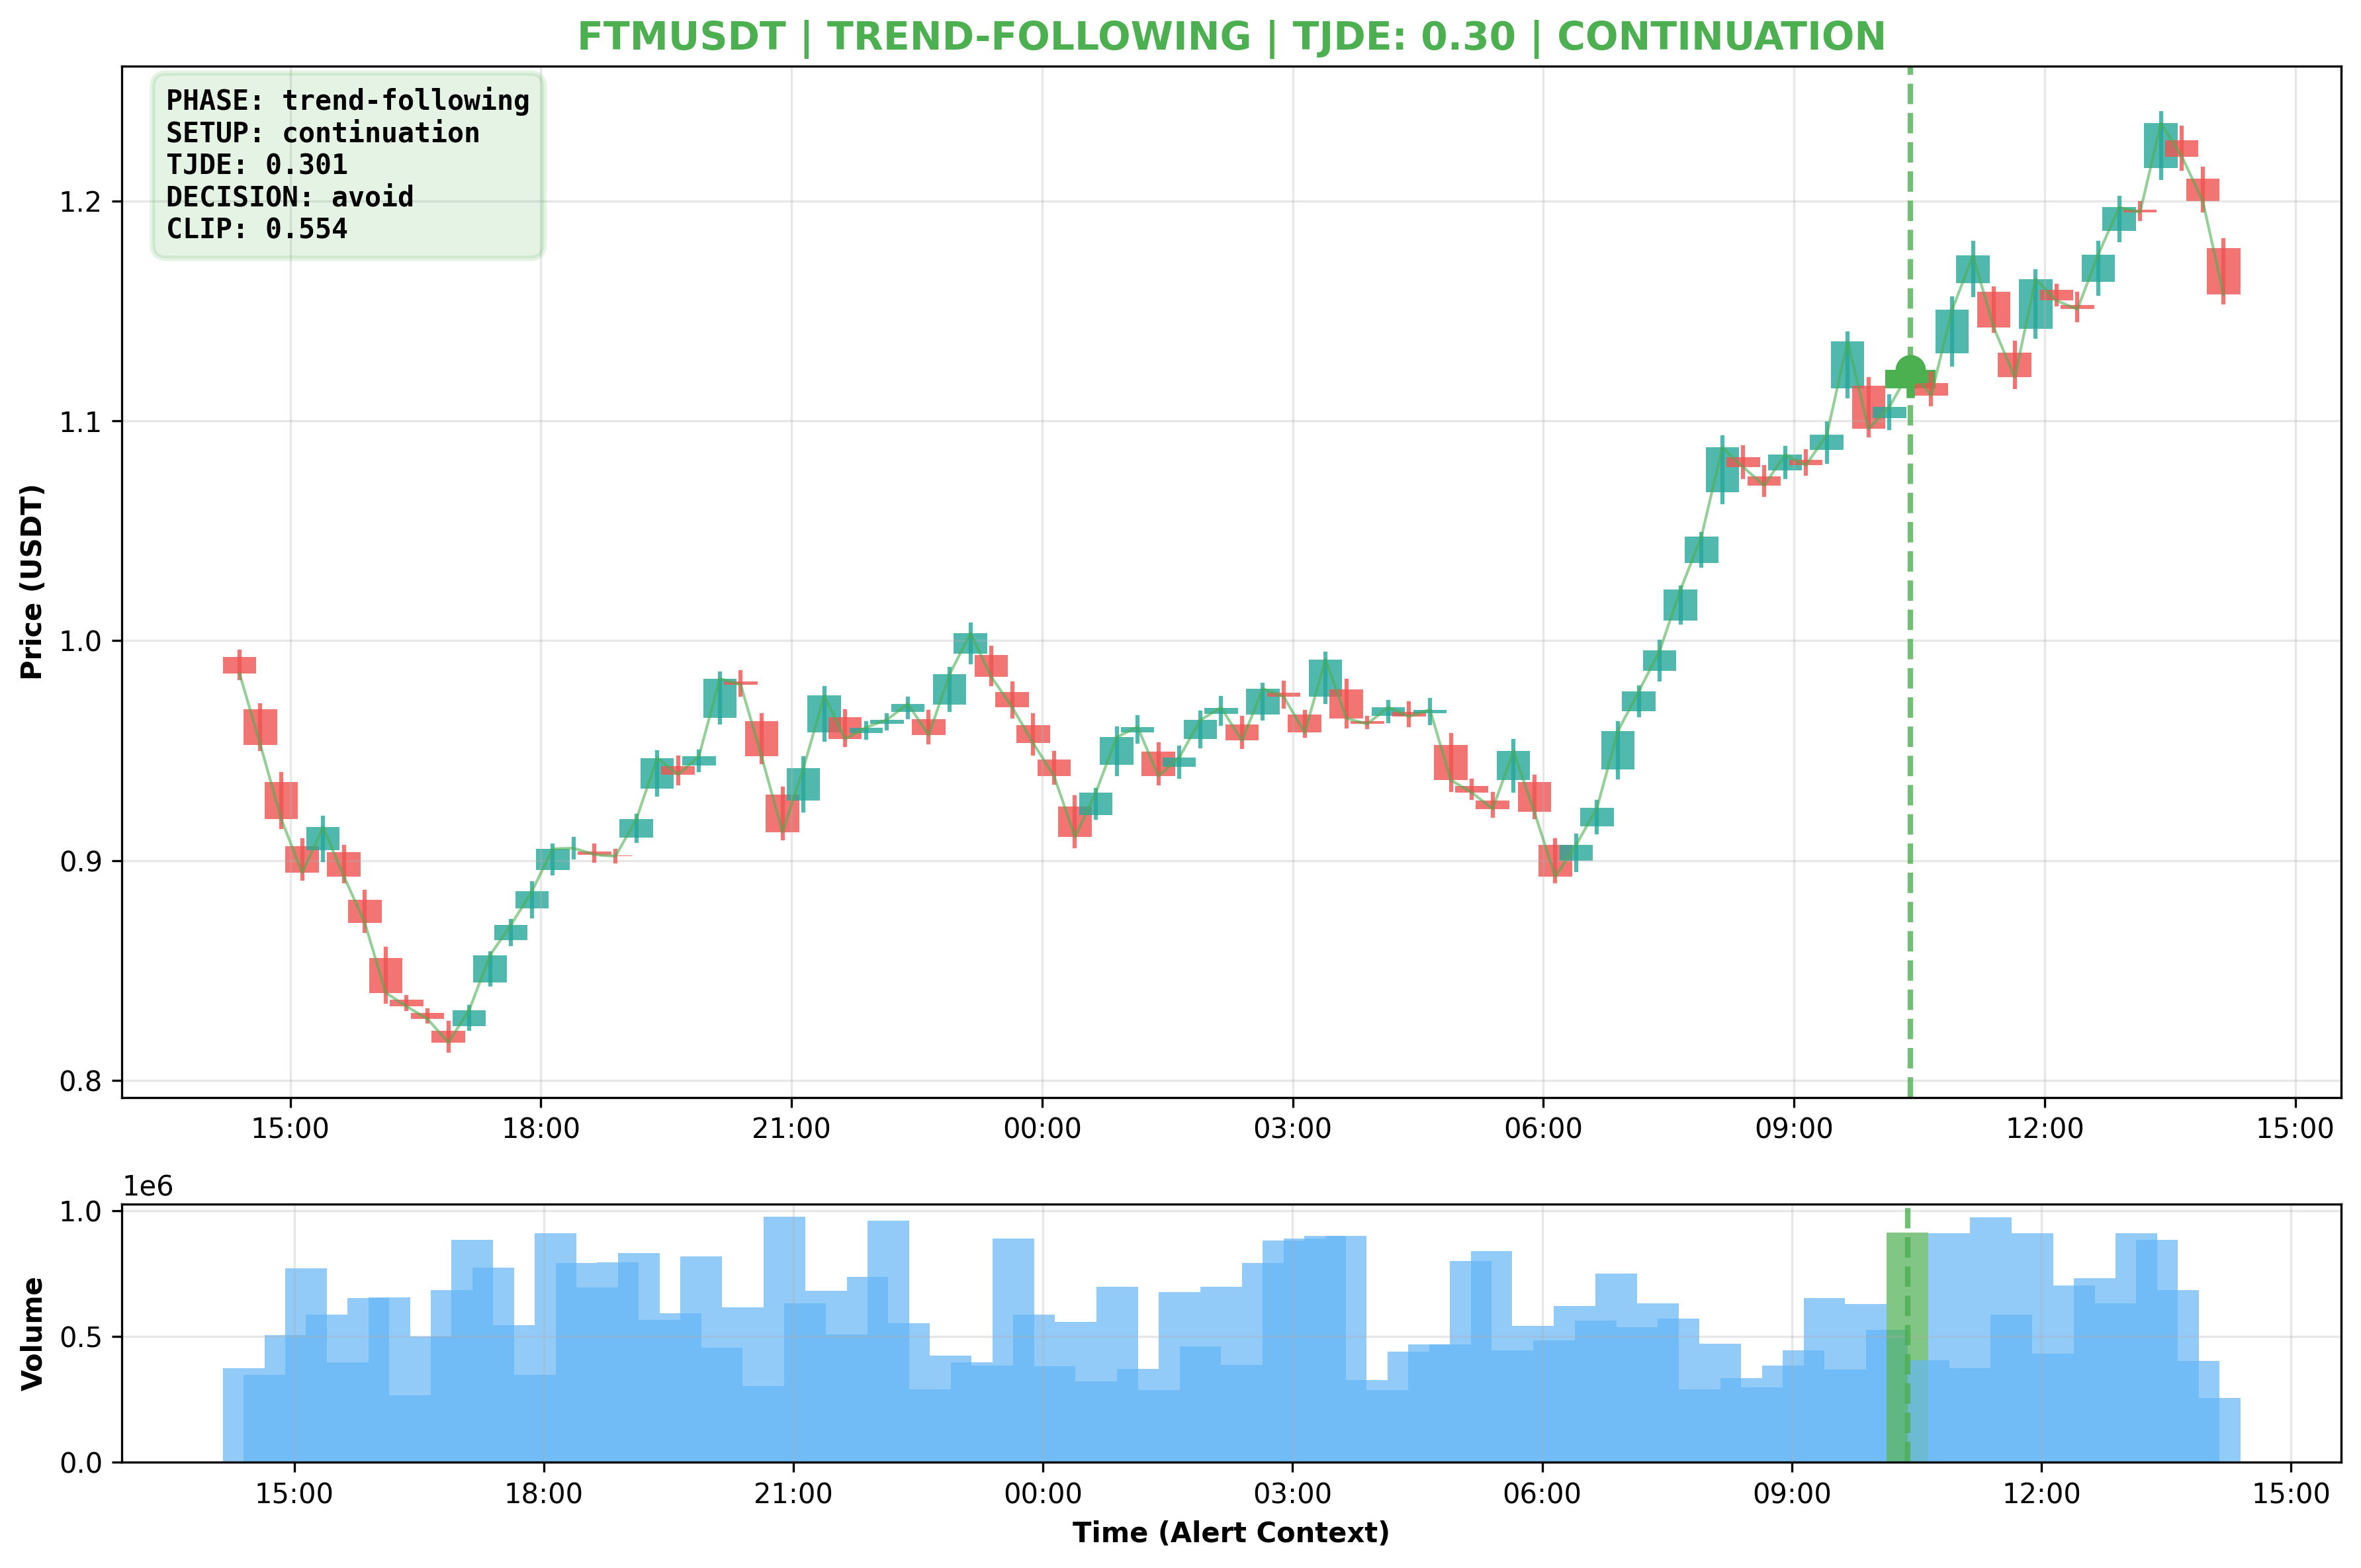 FTMUSDT | TREND-FOLLOWING | TJDE: 0.30 | CONTINUATION
PHASE: trend-following
SETUP: continuation
TJDE: 0.301
DECISION: avoid
CLIP: 0.554
Price (USDT)
1.2
1.1
1.0
0.9
0.8
15:00 18:00 21:00 00:00 03:00 06:00 09:00 12:00 15:00
1e6
Volume
1.0
0.5
0.0
15:00 18:00 21:00 00:00 03:00 06:00 09:00 12:00 15:00
Time (Alert Context)